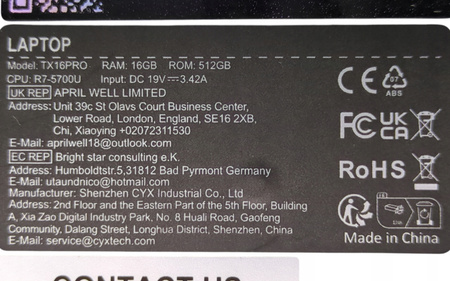 LAPTOP
Model: TX16PRO RAM: 16GB ROM: 512GB
CPU: R7-5700U Input: DC 19V⎓3.42A
UK REP APRIL WELL LIMITED
Address: Unit 39c St Olavs Court Business Center,
Lower Road, London, England, SE16 2XB,
Chi, Xiaoying +02072311530
E-Mail: aprilwell18@outlook.com
EC REP Bright star consulting e.K.
Address: Humboldtstraße 5,31812 Bad Pyrmont Germany
E-Mail: utaundnico@hotmail.com
Manufacturer: Shenzhen CYX Industrial CO., Ltd
Address: 2nd Floor and the Eastern Part of the 5th Floor, Building
A, Xia Zao Digital Industry Park, No. 8 Huali Road, Gaofeng
Community, Dalang Street, Longhua District, Shenzhen, China.
E-Mail: service@cyxtech.com
CE
07
ABS
FC UK
CA
RoHS
Made in China
CONTACT US